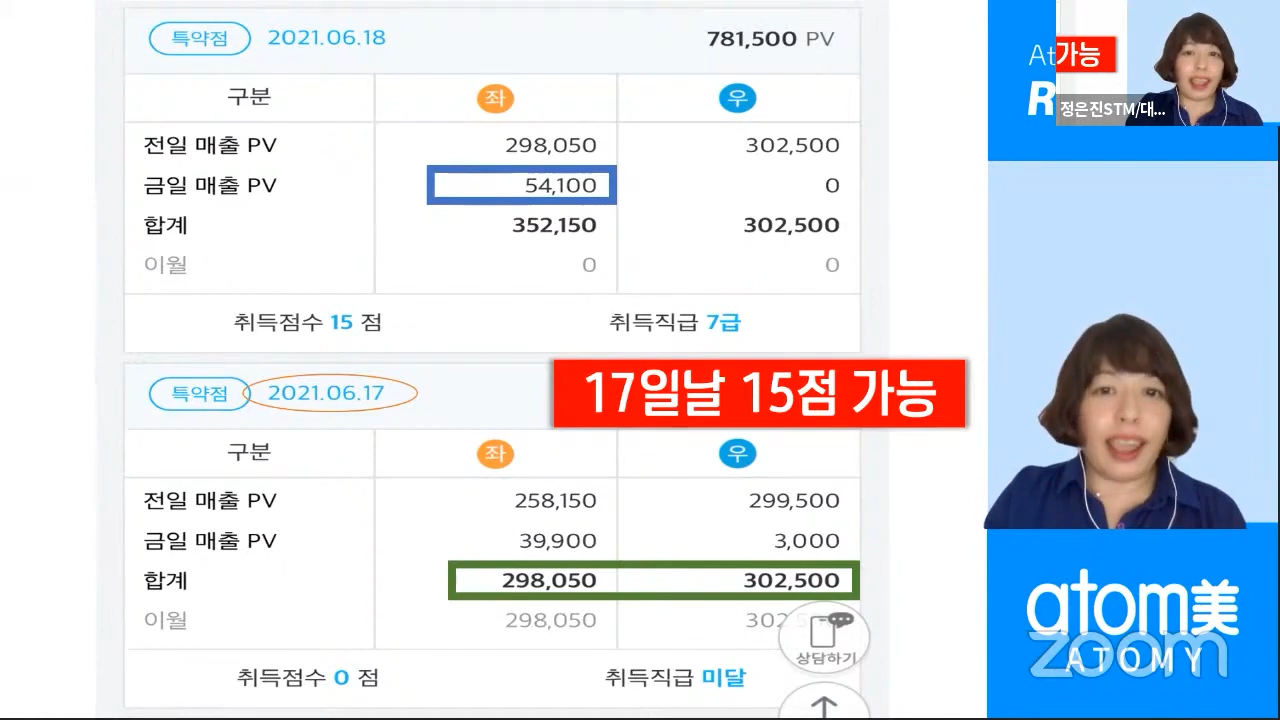 특약점 2021.06.18 781,500 PV
구분 좌 우
전일 매출 PV 298,050 302,500
금일 매출 PV 54,100 0
합계 352,150 302,500
이월 0 0
취득점수 15 점 취득직급 7급
특약점 2021.06.17
17일날 15점 가능
구분 좌 우
전일 매출 PV 258,150 299,500
금일 매출 PV 39,900 3,000
합계 298,050 302,500
이월 298,050
취득점수 0 점 취득직급 미달
상담하기
At가능
R
정은진STM/대...
atom美
zoom
ATOMY